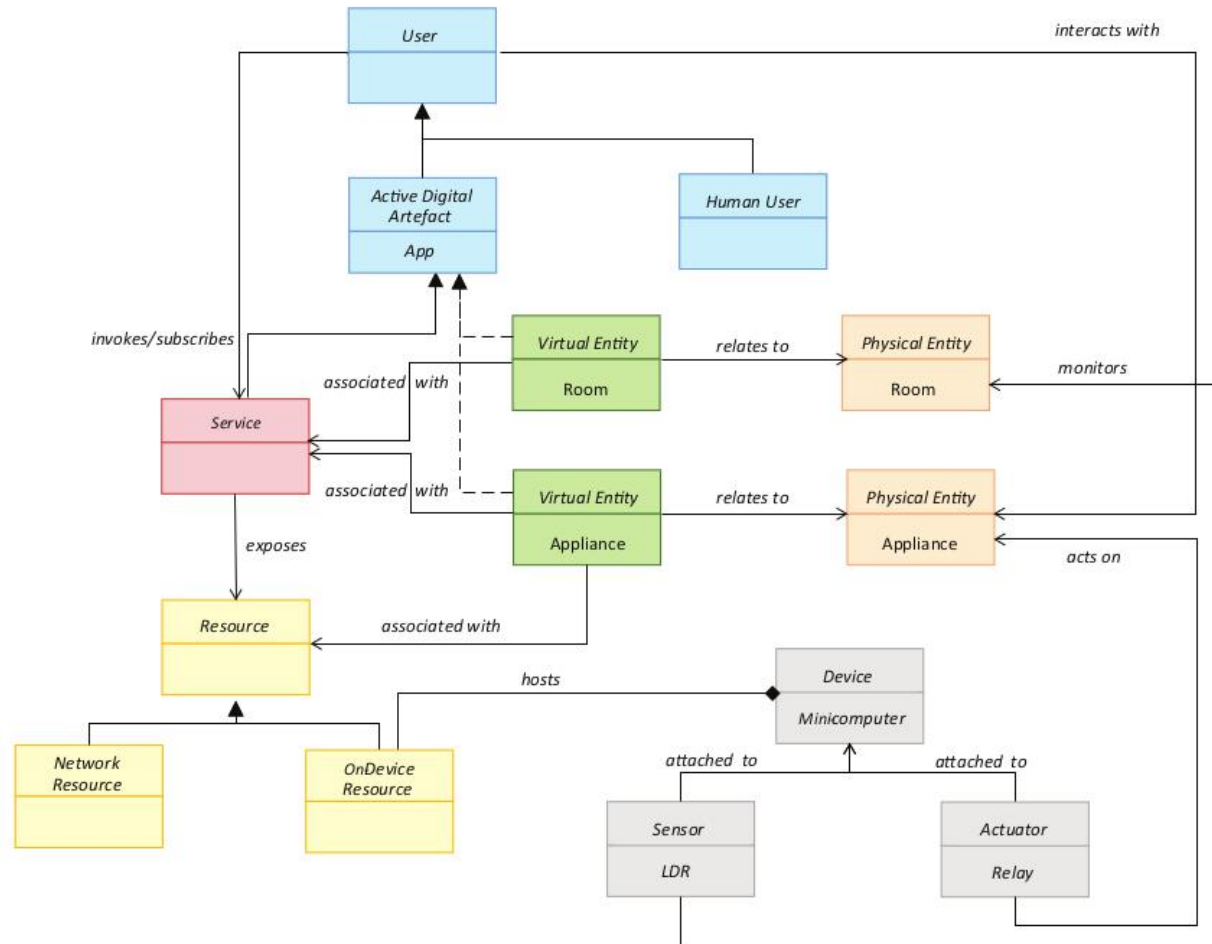 User
interacts with
Active Digital
Artefact
App
Human User
invokes/subscribes
associated with
Virtual Entity
Room
relates to
Physical Entity
Room
monitors
Service
associated with
Virtual Entity
Appliance
relates to
Physical Entity
Appliance
acts on
exposes
Resource
associated with
hosts
Device
Minicomputer
Network
Resource
OnDevice
Resource
attached to
attached to
Sensor
LDR
Actuator
Relay